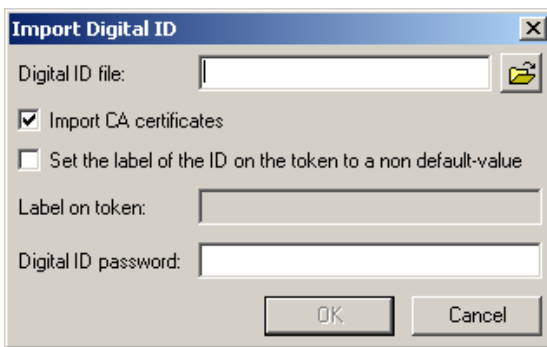 Import Digital ID
Digital ID file:
Import CA certificates
Set the label of the ID on the token to a non default-value
Label on token:
Digital ID password:
OK Cancel